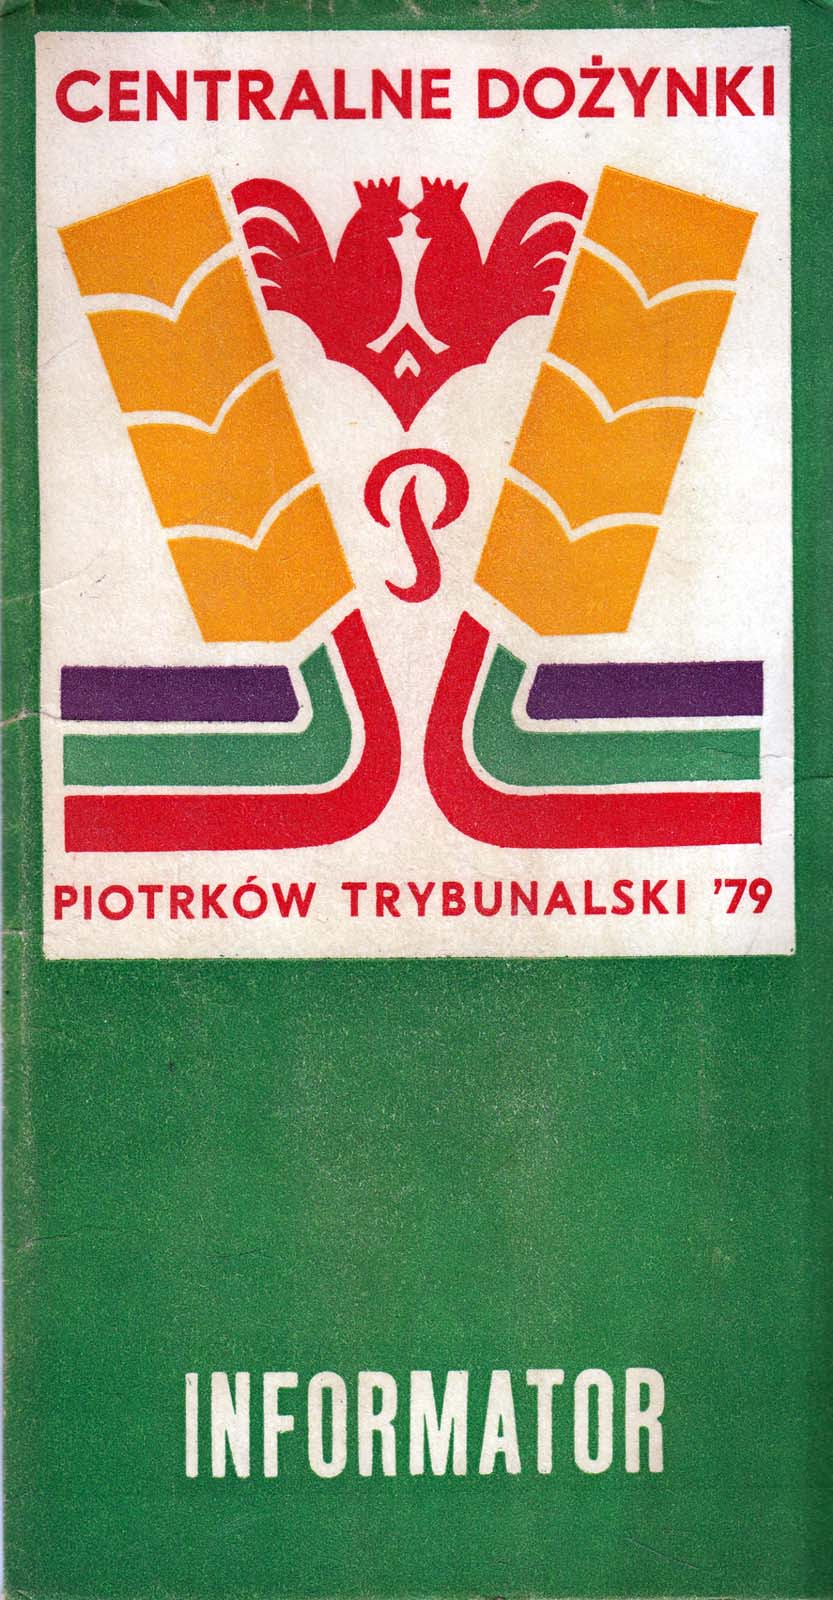 CENTRALNE DOŻYNKI
P
PIOTRKÓW TRYBUNALSKI '79
INFORMATOR